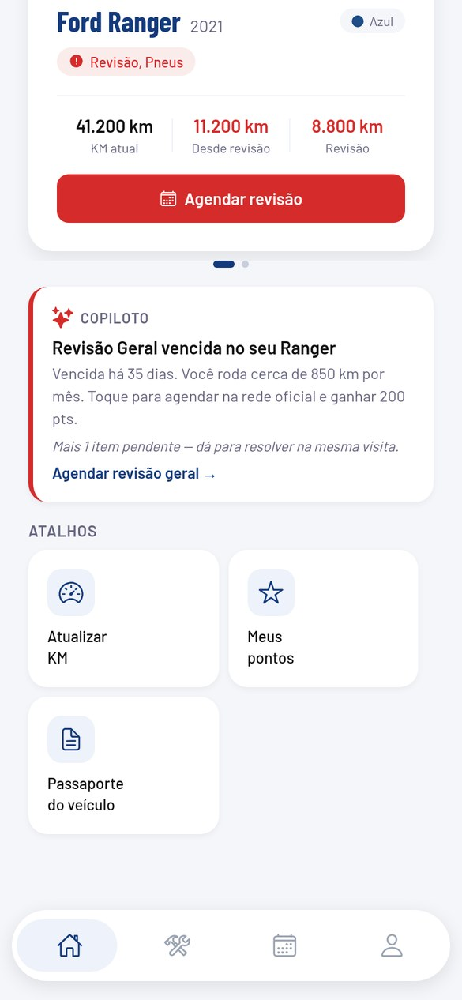 Ford Ranger 2021
Azul
Revisão, Pneus
41.200 km
11.200 km
8.800 km
KM atual
Desde revisão
Revisão
Agendar revisão
COPILOTO
Revisão Geral vencida no seu Ranger
Vencida há 35 dias. Você roda cerca de 850 km por
mês. Toque para agendar na rede oficial e ganhar 200
pts.
Mais 1 item pendente — dá para resolver na mesma visita.
Agendar revisão geral →
ATALHOS
Atualizar
KM
Meus
pontos
Passaporte
do veículo